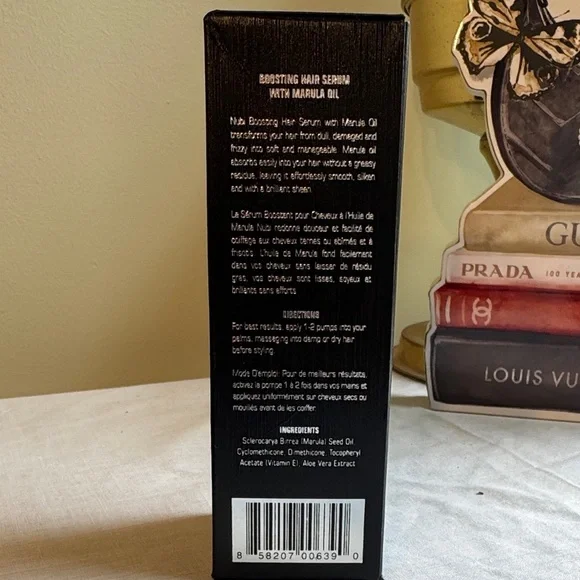 BOOSTING HAIR SERUM
WITH MARULA OIL
Nubi Boosting Hair Serum with Marula Oil
transforms your hair from dull, damaged and
frizzy into soft and manageable. Marula oil
absorbs easily into your hair without a greasy
residue, leaving it effortlessly smooth, silken
and with a brilliant sheen.
Le Sérum Boostant pour Cheveux à l'Huile de
Marula Nubi redonne douceur et facilité de
coiffage aux cheveux ternes ou abîmés et à
frisottis. L'huile de Marula fond facilement
dans vos cheveux sans laisser de résidu
gras, vos cheveux sont lisses, soyeux et
brillants sans efforts.
DIRECTIONS
For best results, apply 1-2 pumps into your
palms, massaging into damp or dry hair
before styling.
Mode D'emploi: Pour de meilleurs résultats,
activez la pompe 1 à 2 fois dans vos mains et
appliquez uniformément sur cheveux secs ou
mouillés avant de les coiffer.
INGREDIENTS
Sclerocarya Birrea (Marula) Seed Oil,
Cyclomethicone, Dimethicone, Tocopheryl
Acetate (Vitamin E), Aloe Vera Extract
8 58207 00639 0
GU
PRADA 100 YEA
LOUIS VU